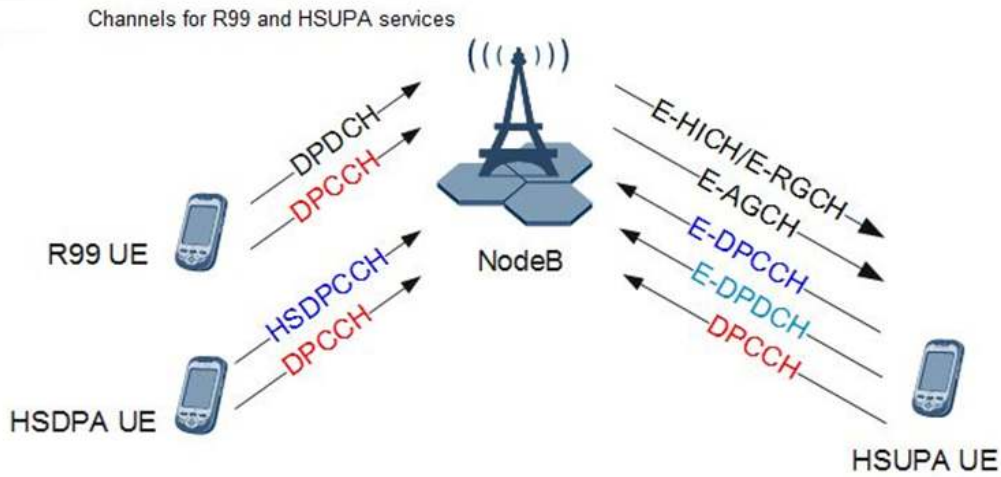 Channels for R99 and HSUPA services
DPDCH
DPCCH
R99 UE
HSDPCCH
DPCCH
HSDPA UE
NodeB
E-HICH/E-RGCH
E-AGCH
E-DPCCH
E-DPDCH
DPCCH
HSUPA UE